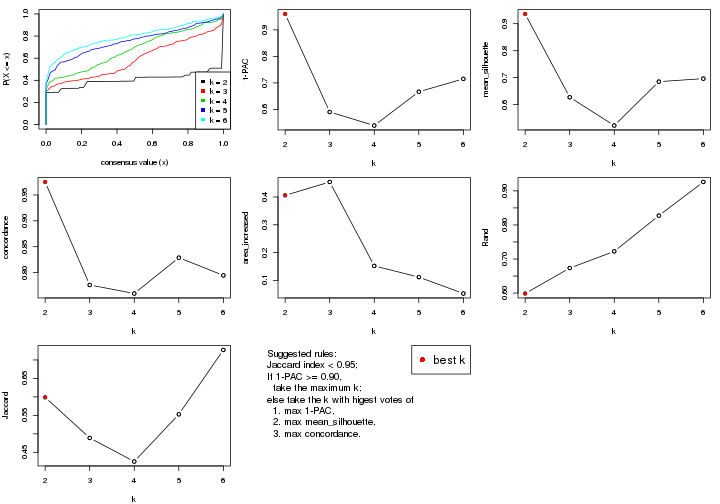 P(X <= x)
1.0
0.8
0.6
0.4
0.2
0.0
k = 2
k = 3
k = 4
k = 5
k = 6
0.0 0.2 0.4 0.6 0.8 1.0
consensus value (x)
1-PAC
0.9
0.8
0.7
0.6
2 3 4 5 6
k
mean_silhouette
0.9
0.8
0.7
0.6
2 3 4 5 6
k
concordance
0.95
0.90
0.85
0.80
2 3 4 5 6
k
area_increased
0.4
0.3
0.2
0.1
2 3 4 5 6
k
Rand
0.90
0.80
0.70
0.60
2 3 4 5 6
k
Jaccard
0.65
0.55
0.45
2 3 4 5 6
k
Suggested rules:
Jaccard index < 0.95;
If 1-PAC >= 0.90,
take the maximum k;
else take the k with higest votes of
1. max 1-PAC,
2. max mean_silhouette,
3. max concordance.
best k